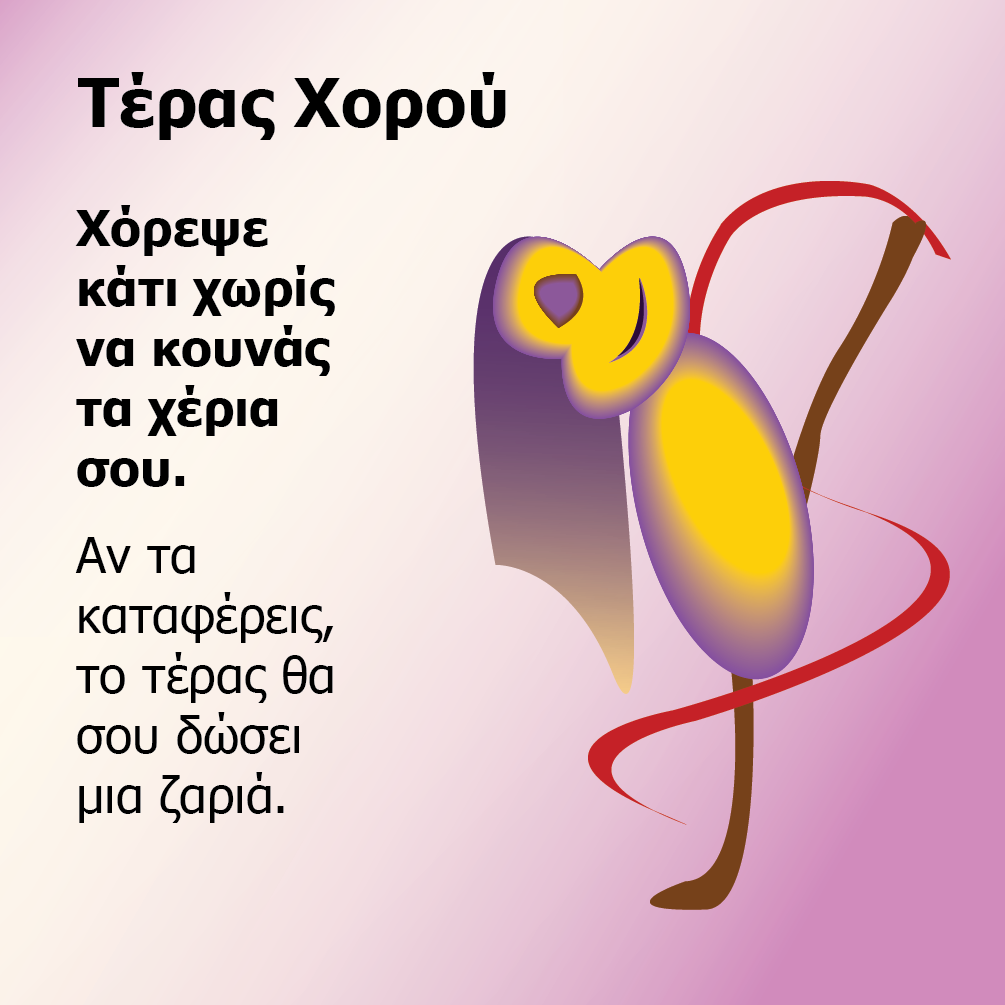 Τέρας Χορού
Χόρεψε
κάτι χωρίς
να κουνάς
τα χέρια
σου.
Αν τα
καταφέρεις,
το τέρας θα
σου δώσει
μια ζαριά.